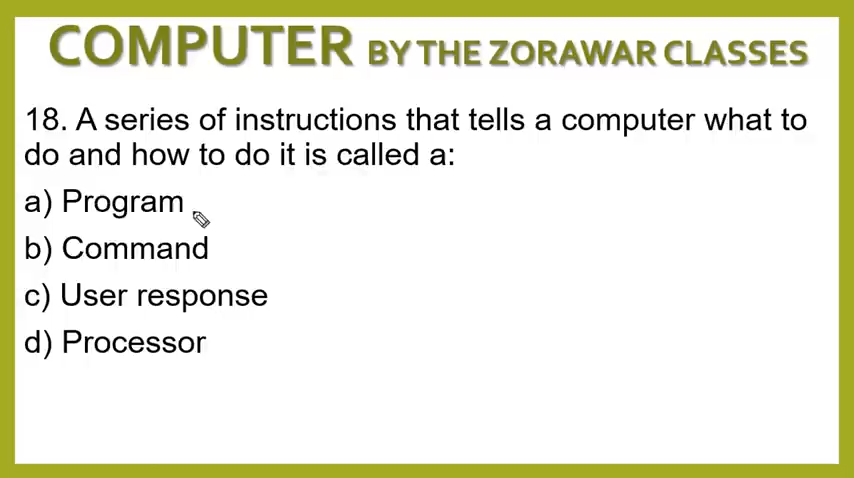 COMPUTER BY THE ZORAWAR CLASSES
18. A series of instructions that tells a computer what to
do and how to do it is called a:
a) Program
b) Command
c) User response
d) Processor